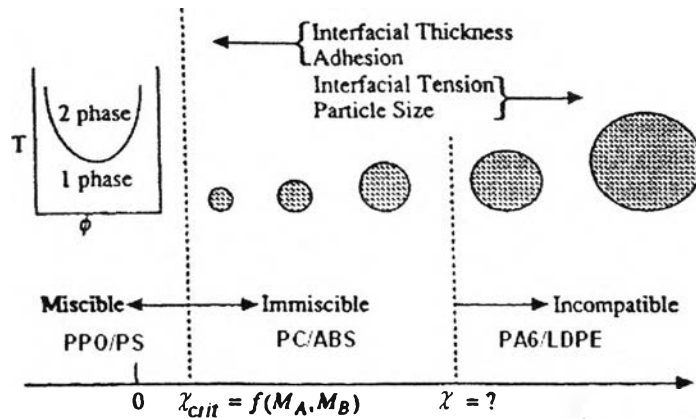 Interfacial Thickness
Adhesion
Interfacial Tension
Particle Size
2 phase
T
1 phase
ϕ
Miscible
Immiscible
Incompatible
PPO/PS
PC/ABS
PA6/LDPE
0
χcrit = f(MA, MB)
χ = ?